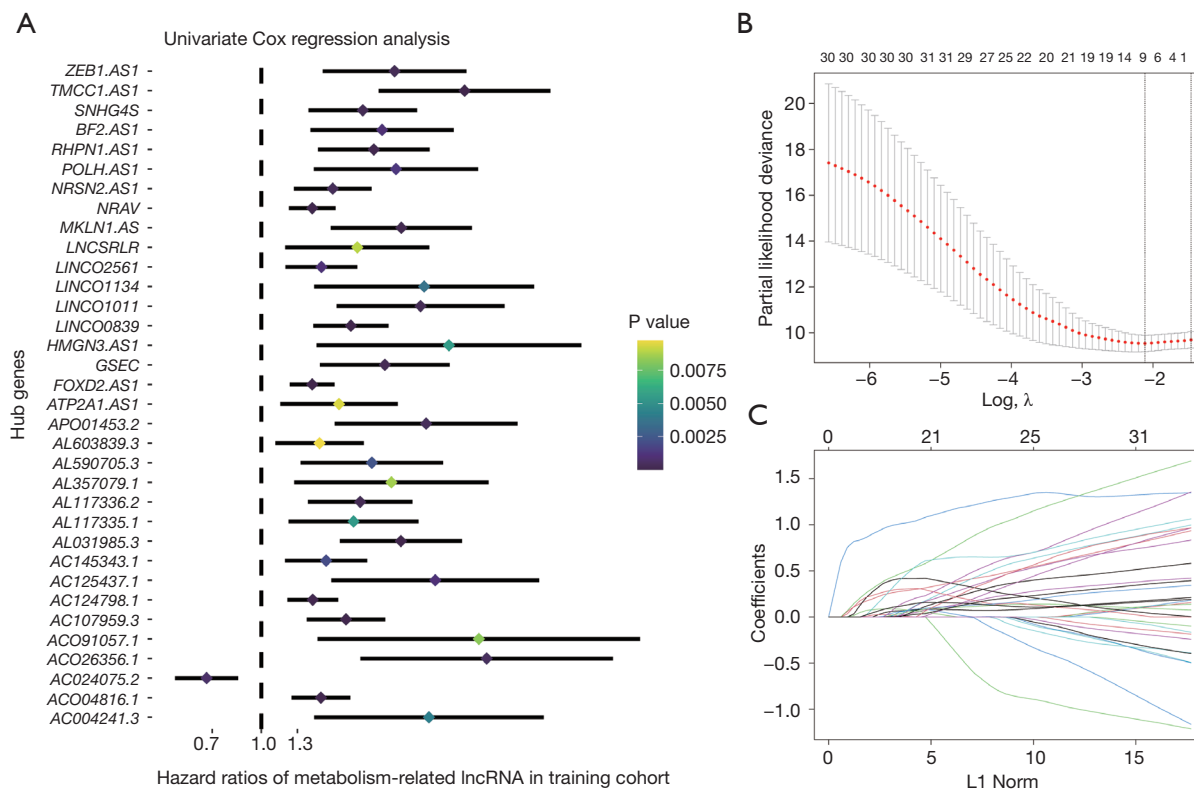 A
Univariate Cox regression analysis
Hub genes
ZEB1.AS1
TMCC1.AS1
SNHG4S
BF2.AS1
RHPN1.AS1
POLH.AS1
NRSN2.AS1
NRAV
MKLN1.AS
LNCSRLR
LINCO2561
LINCO1134
LINCO1011
LINCO0839
HMGN3.AS1
GSEC
FOXD2.AS1
ATP2A1.AS1
APO01453.2
AL603839.3
AL590705.3
AL357079.1
AL117336.2
AL117335.1
AL031985.3
AC145343.1
AC125437.1
AC124798.1
AC107959.3
ACO91057.1
ACO26356.1
AC024075.2
ACO04816.1
AC004241.3
0.7 1.0 1.3
Hazard ratios of metabolism-related lncRNA in training cohort
P value
0.0075
0.0050
0.0025
B
30 30 30 30 30 31 31 29 27 25 22 20 21 19 19 14 9 6 4 1
Partial likelihood deviance
20
18
16
14
12
10
−6 −5 −4 −3 −2
Log, λ
C
0 21 25 31
Coefficients
1.5
1.0
0.5
0.0
−0.5
−1.0
0 5 10 15
L1 Norm